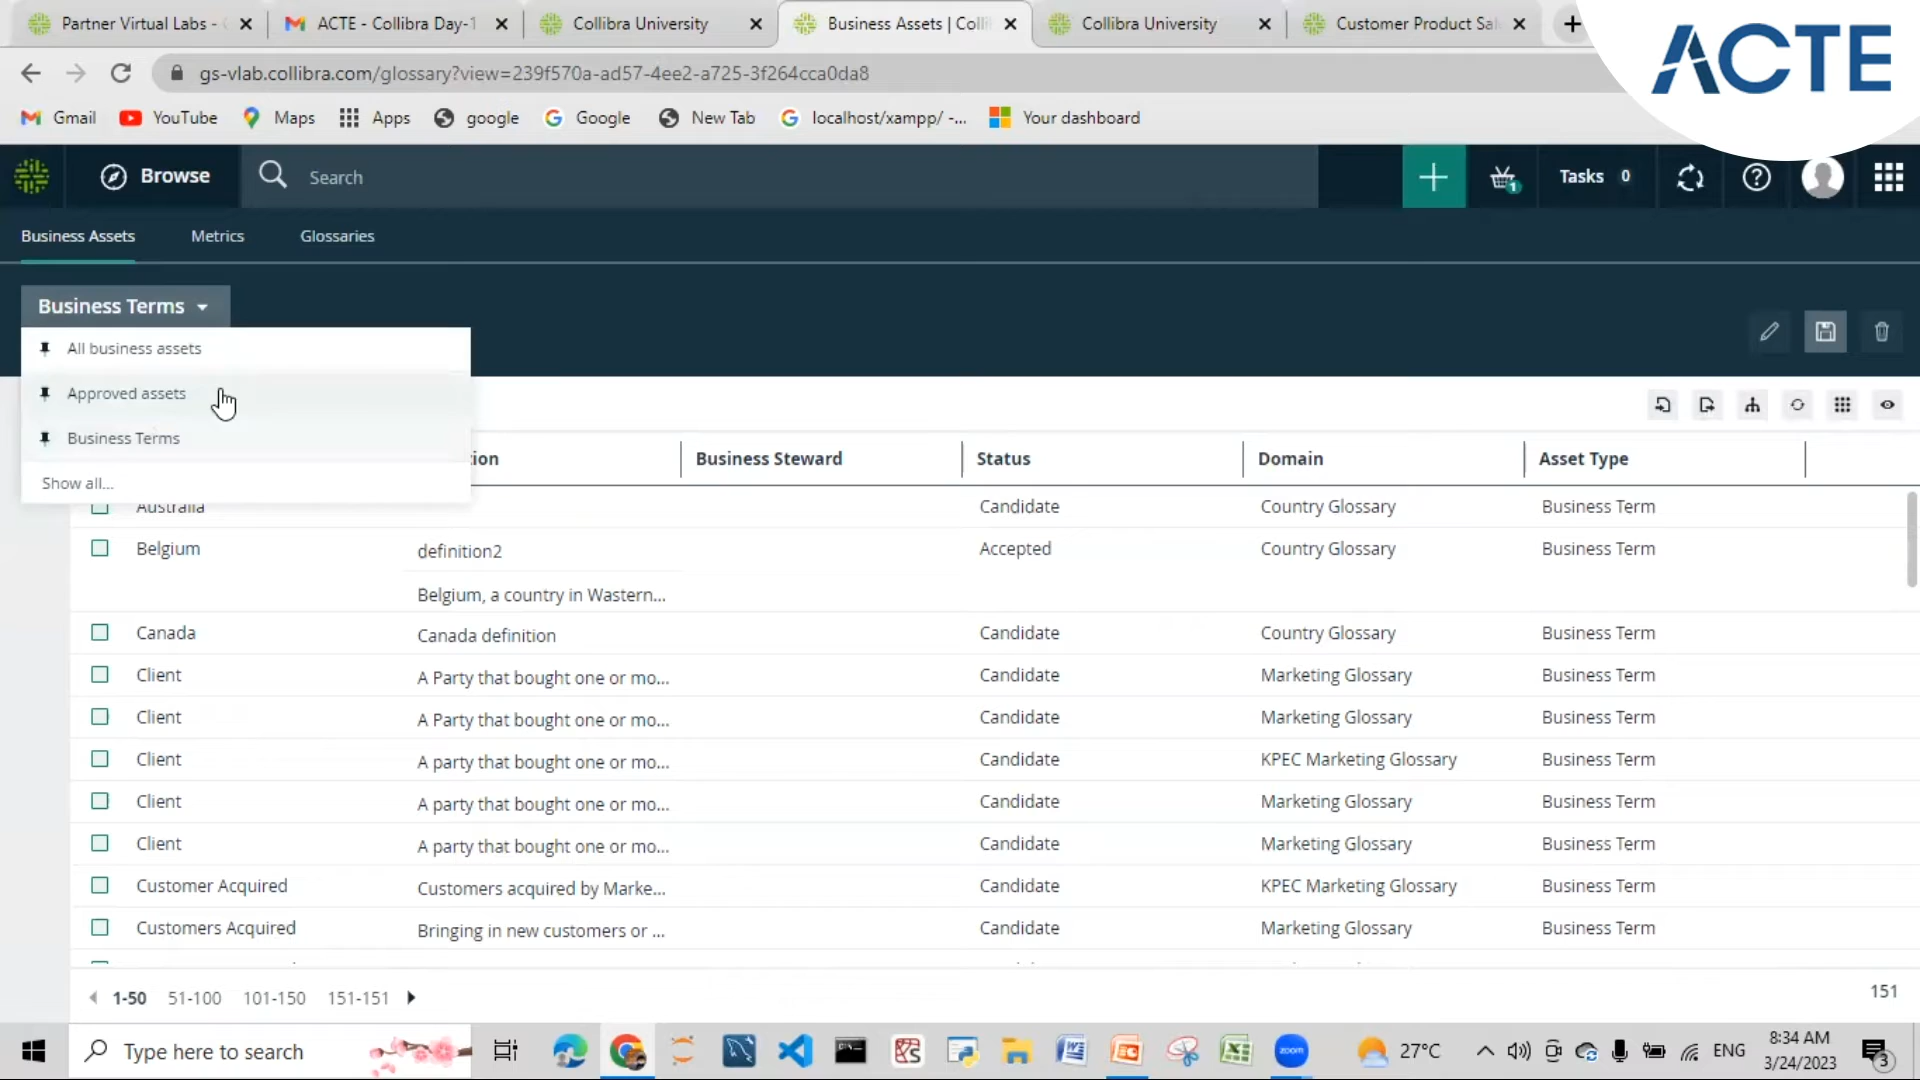 Partner Virtual Labs -
ACTE - Collibra Day-1
Collibra University
Business Assets | Colli
Collibra University
Customer Product Sal
ACTE
gs-vlab.collibra.com/glossary?view=239f570a-ad57-4ee2-a725-3f264cca0da8
Gmail YouTube Maps Apps google Google New Tab localhost/xampp/ -... Your dashboard
Browse Search 1 Tasks 0
Business Assets Metrics Glossaries
Business Terms
All business assets
Approved assets
Business Terms
Show all...
ion Business Steward Status Domain Asset Type
Australia Candidate Country Glossary Business Term
Belgium definition2 Accepted Country Glossary Business Term
Belgium, a country in Wastern...
Canada Canada definition Candidate Country Glossary Business Term
Client A Party that bought one or mo... Candidate Marketing Glossary Business Term
Client A Party that bought one or mo... Candidate Marketing Glossary Business Term
Client A party that bought one or mo... Candidate KPEC Marketing Glossary Business Term
Client A party that bought one or mo... Candidate Marketing Glossary Business Term
Client A party that bought one or mo... Candidate Marketing Glossary Business Term
Customer Acquired Customers acquired by Marke... Candidate KPEC Marketing Glossary Business Term
Customers Acquired Bringing in new customers or ... Candidate Marketing Glossary Business Term
1-50 51-100 101-150 151-151 151
Type here to search zoom 27°C ENG 8:34 AM
3/24/2023 3